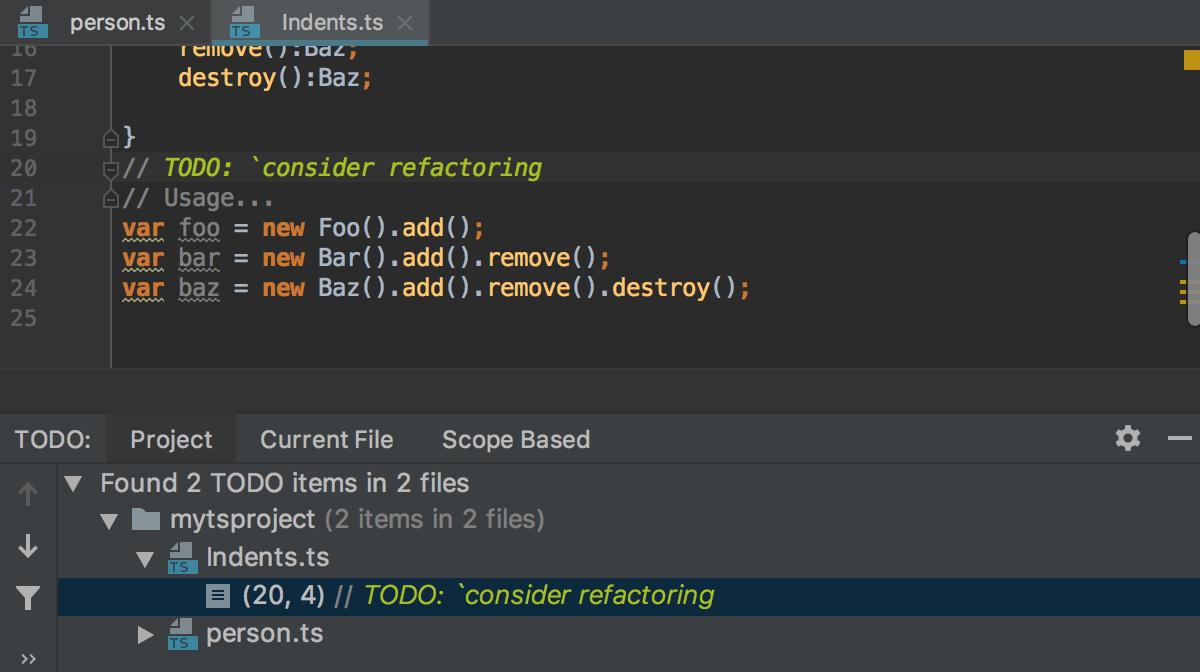 TS person.ts
TS Indents.ts
16 remove():Baz;
17 destroy():Baz;
18
19 }
20 // TODO: `consider refactoring
21 // Usage...
22 var foo = new Foo().add();
23 var bar = new Bar().add().remove();
24 var baz = new Baz().add().remove().destroy();
25
TODO: Project Current File Scope Based
Found 2 TODO items in 2 files
mytsproject (2 items in 2 files)
TS Indents.ts
(20, 4) // TODO: `consider refactoring
TS person.ts